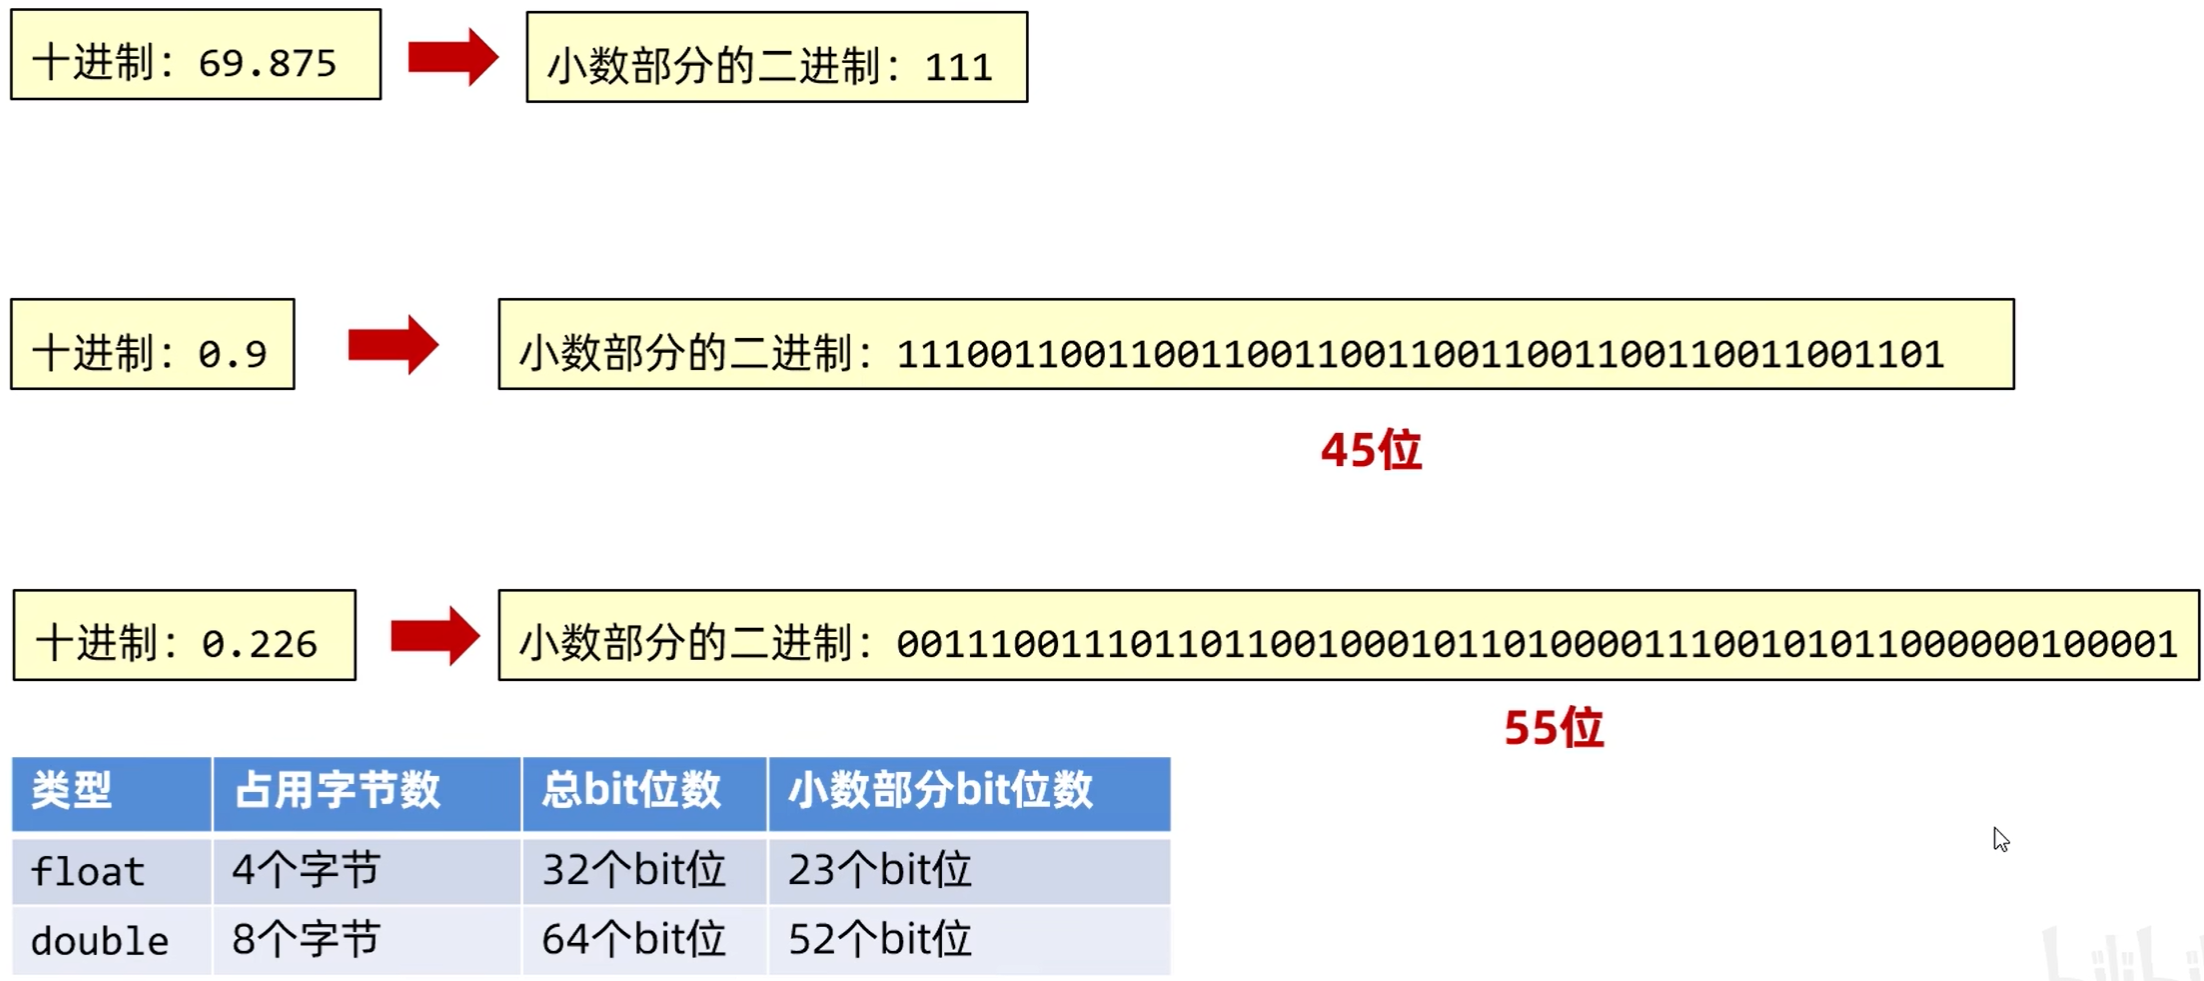 十进制：69.875
小数部分的二进制：111
十进制：0.9
小数部分的二进制：111001100110011001100110011001100110011001101
45位
十进制：0.226
小数部分的二进制：0011100111011011001000101101000011100101011000000100001
55位
类型 占用字节数 总bit位数 小数部分bit位数
float 4个字节 32个bit位 23个bit位
double 8个字节 64个bit位 52个bit位